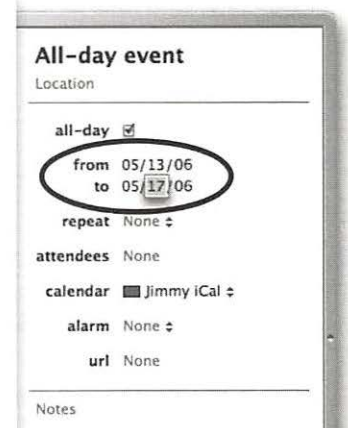 All-day event
Location
all-day
from 05/13/06
to 05/17/06
repeat None
attendees None
calendar Jimmy iCal
alarm None
url None
Notes